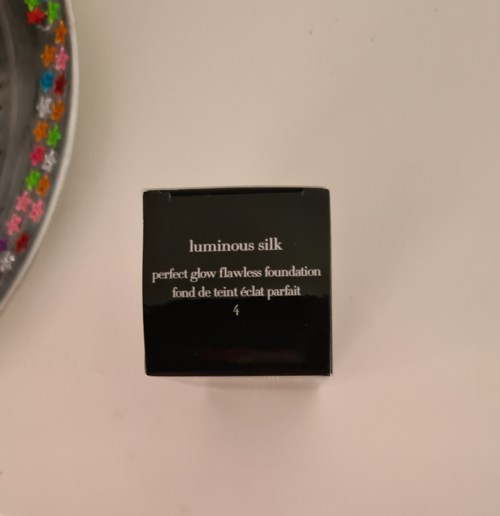 luminous silk
perfect glow flawless foundation
fond de teint éclat parfait
4